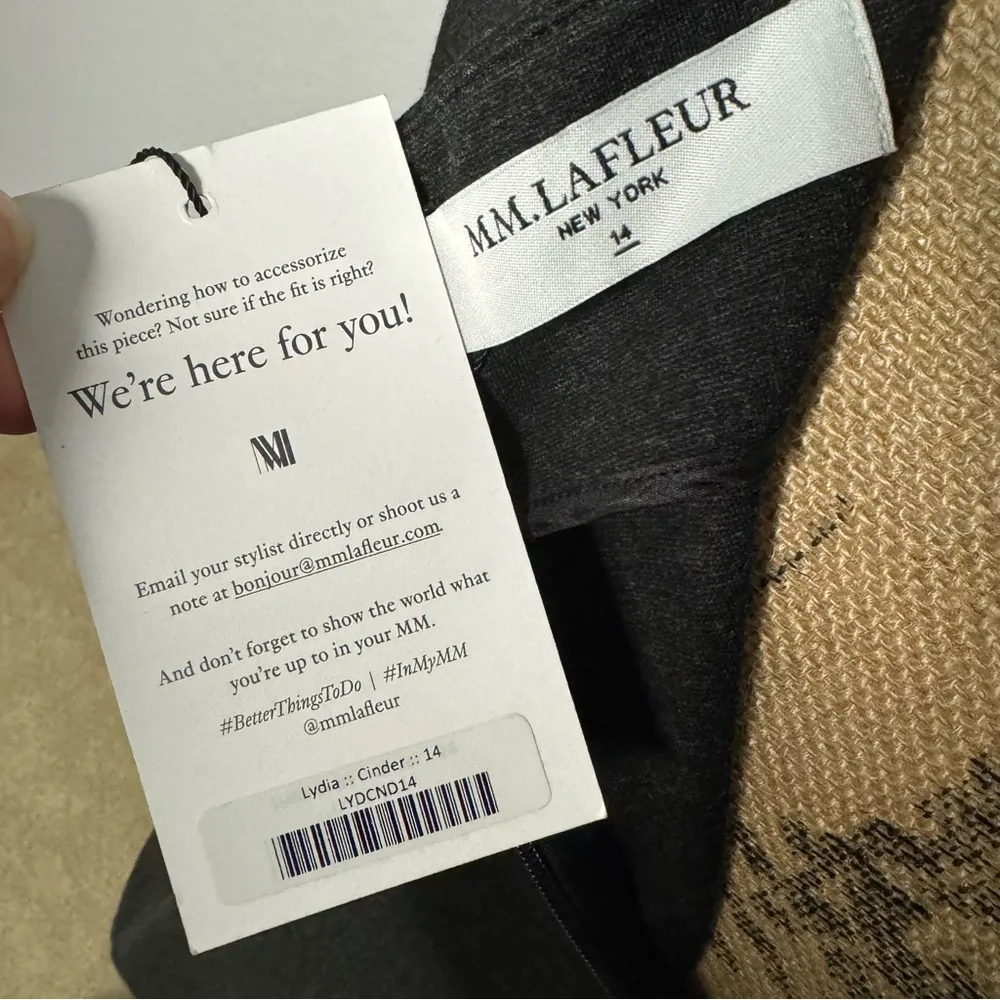 MM.LAFLEUR
NEW YORK
14
Wondering how to accessorize
this piece? Not sure if the fit is right?
We're here for you!
MM
Email your stylist directly or shoot us a
note at bonjour@mmlafleur.com.
And don't forget to show the world what
you're up to in your MM.
#BetterThingsToDo | #InMyMM
@mmlafleur
Lydia :: Cinder :: 14
LYDCND14